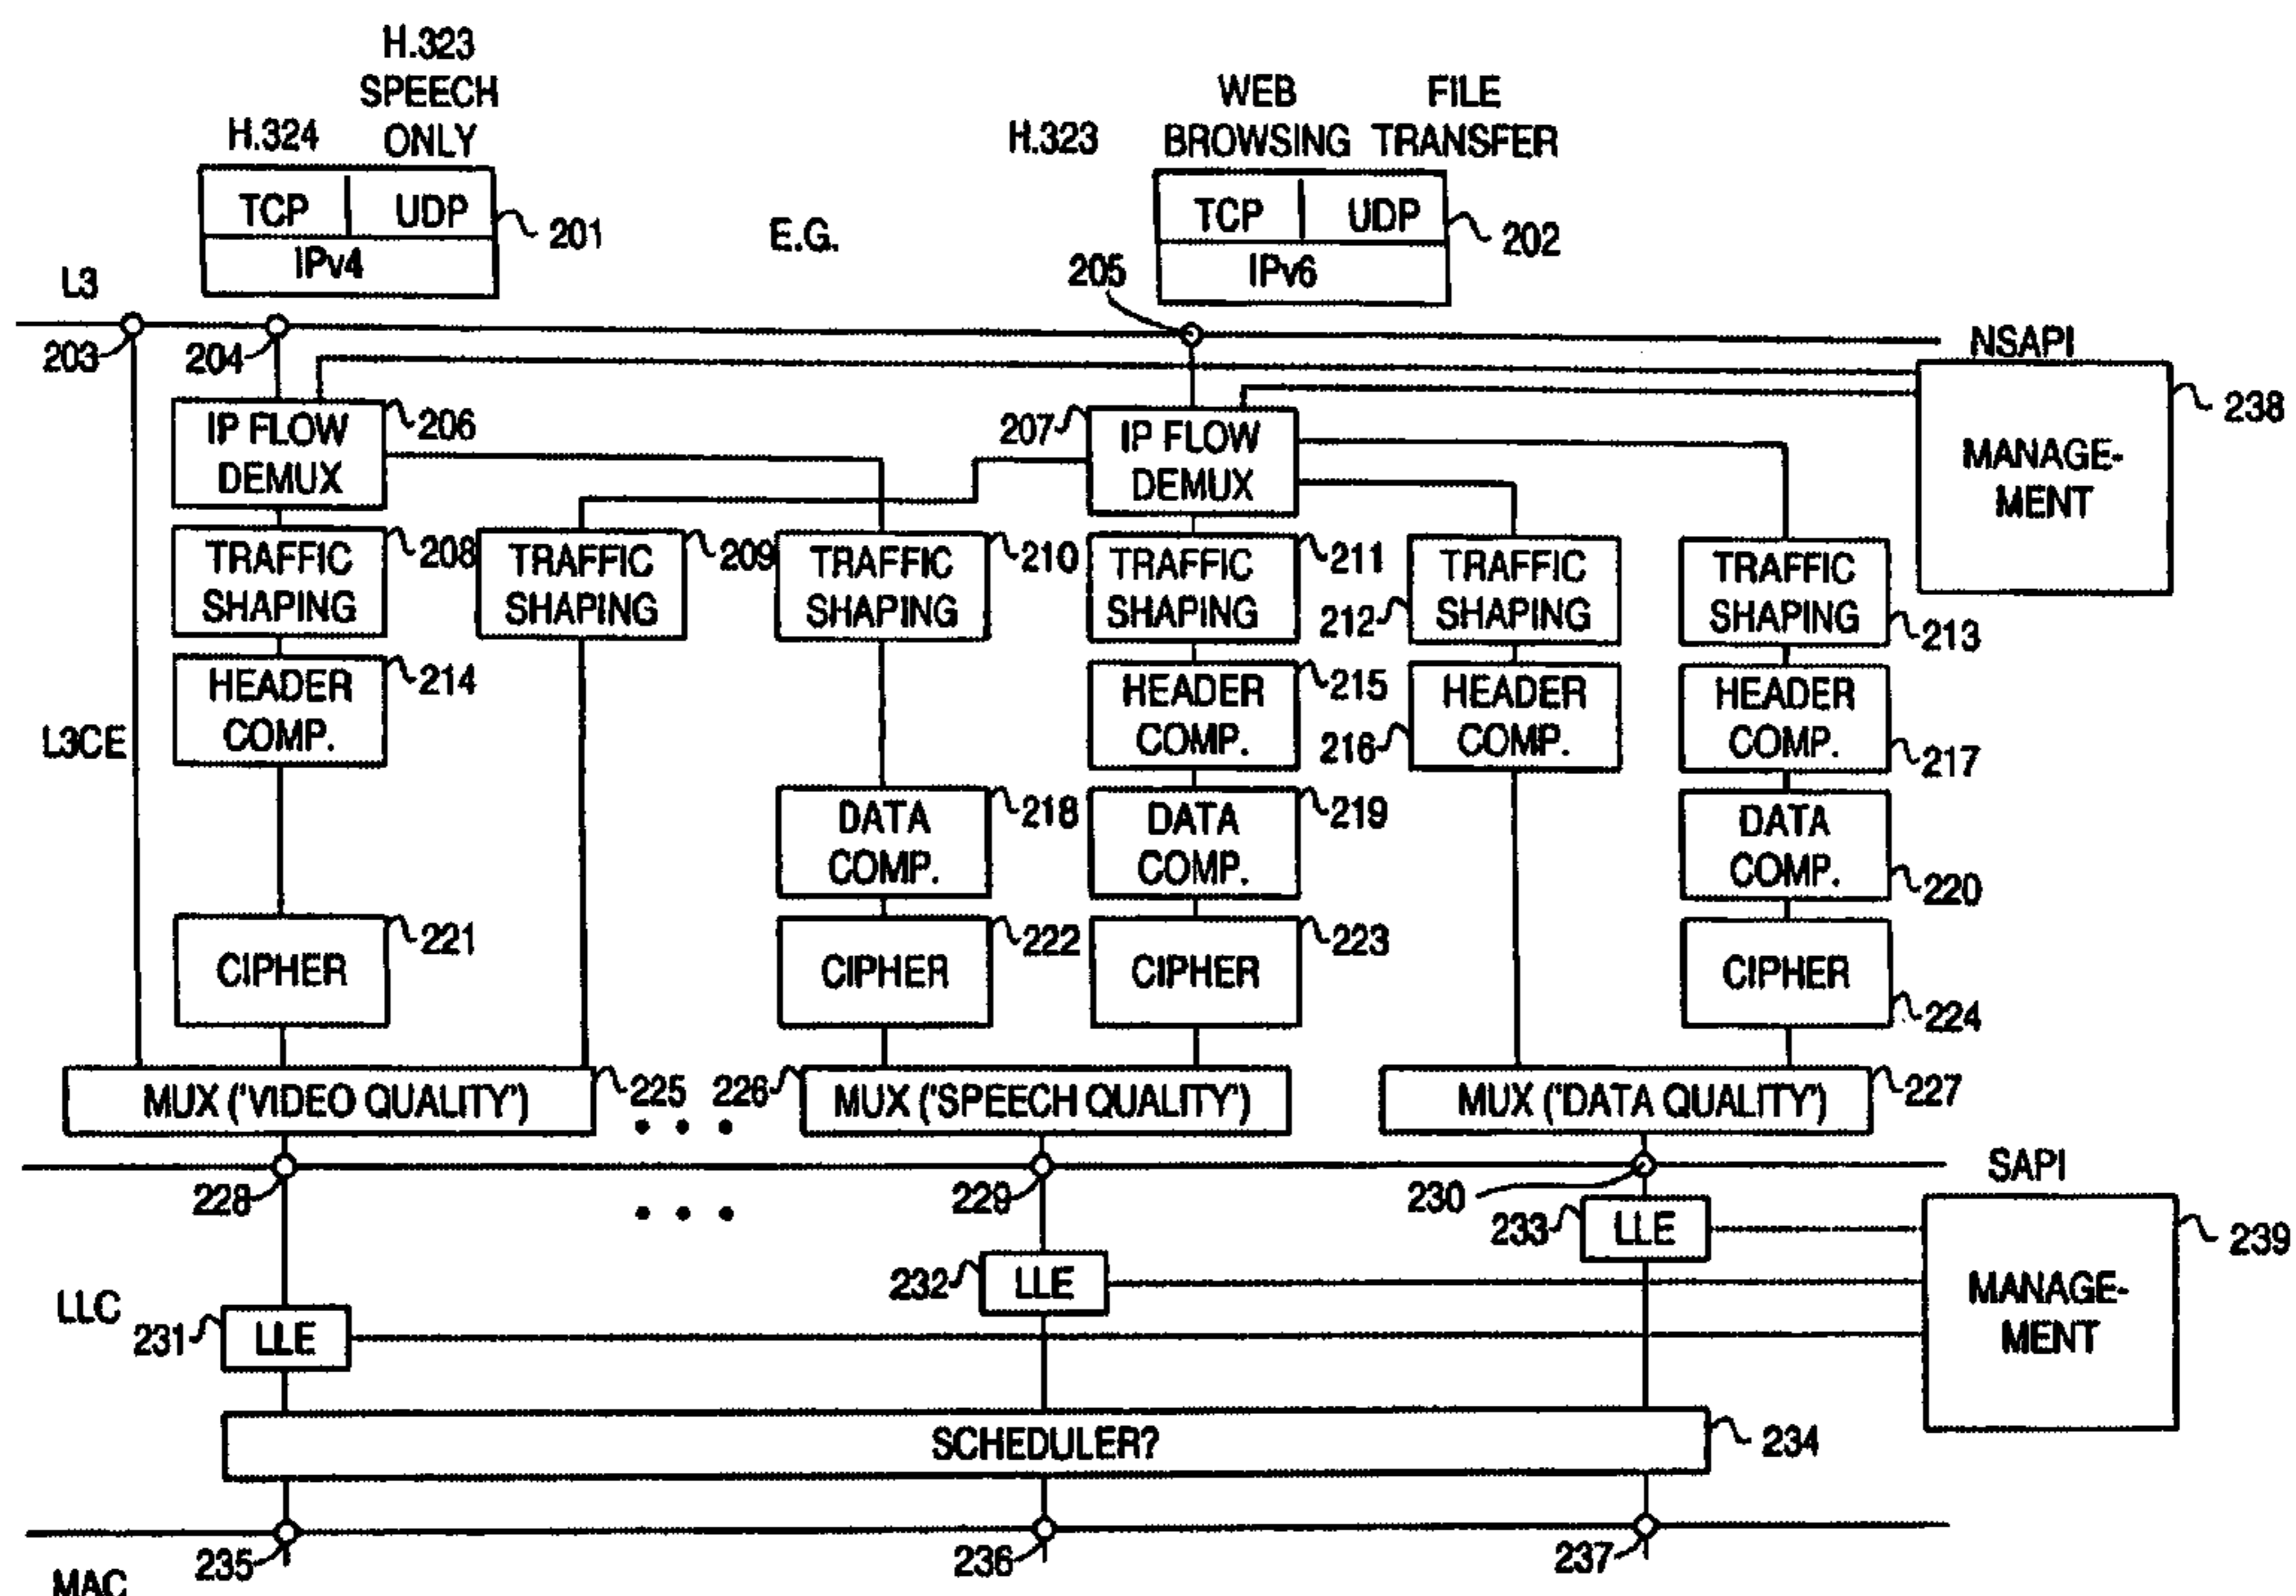 H.323
SPEECH
ONLY
H.324
TCP
UDP
IPv4
201
E.G.
H.323
WEB
BROWSING
FILE
TRANSFER
TCP
UDP
IPv6
202
205
L3
203
204
NSAPI
MANAGE-
MENT
238
IP FLOW
DEMUX
206
207
IP FLOW
DEMUX
TRAFFIC
SHAPING
208
TRAFFIC
SHAPING
209
TRAFFIC
SHAPING
210
TRAFFIC
SHAPING
211
TRAFFIC
SHAPING
212
TRAFFIC
SHAPING
213
L3CE
HEADER
COMP.
214
HEADER
COMP.
215
HEADER
COMP.
216
HEADER
COMP.
217
DATA
COMP.
218
DATA
COMP.
219
DATA
COMP.
220
CIPHER
221
CIPHER
222
CIPHER
223
CIPHER
224
MUX ('VIDEO QUALITY')
225
226
MUX ('SPEECH QUALITY')
MUX ('DATA QUALITY')
227
228
229
230
SAPI
233
LLE
232
LLE
LLC
231
LLE
MANAGE-
MENT
239
SCHEDULER?
234
235
236
237
MAC